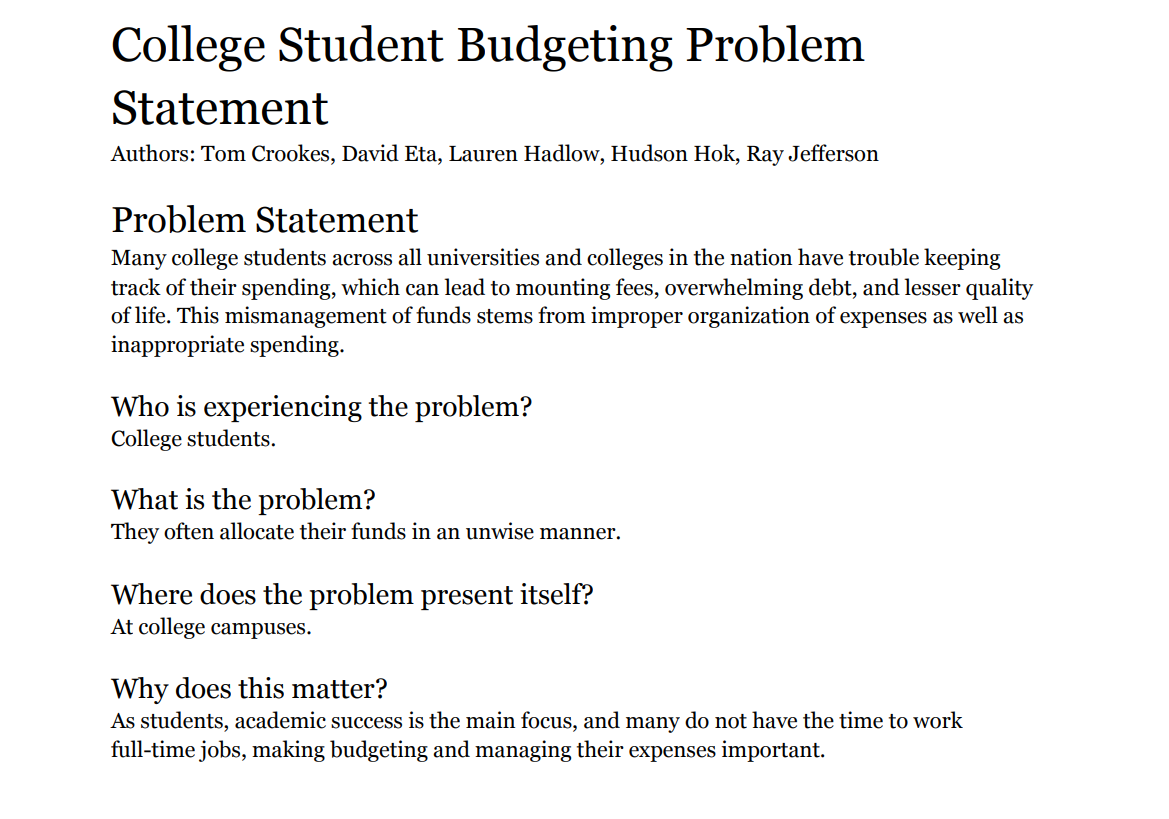 College Student Budgeting Problem
Statement
Authors: Tom Crookes, David Eta, Lauren Hadlow, Hudson Hok, Ray Jefferson
Problem Statement
Many college students across all universities and colleges in the nation have trouble keeping
track of their spending, which can lead to mounting fees, overwhelming debt, and lesser quality
of life. This mismanagement of funds stems from improper organization of expenses as well as
inappropriate spending.
Who is experiencing the problem?
College students.
What is the problem?
They often allocate their funds in an unwise manner.
Where does the problem present itself?
At college campuses.
Why does this matter?
As students, academic success is the main focus, and many do not have the time to work
full-time jobs, making budgeting and managing their expenses important.